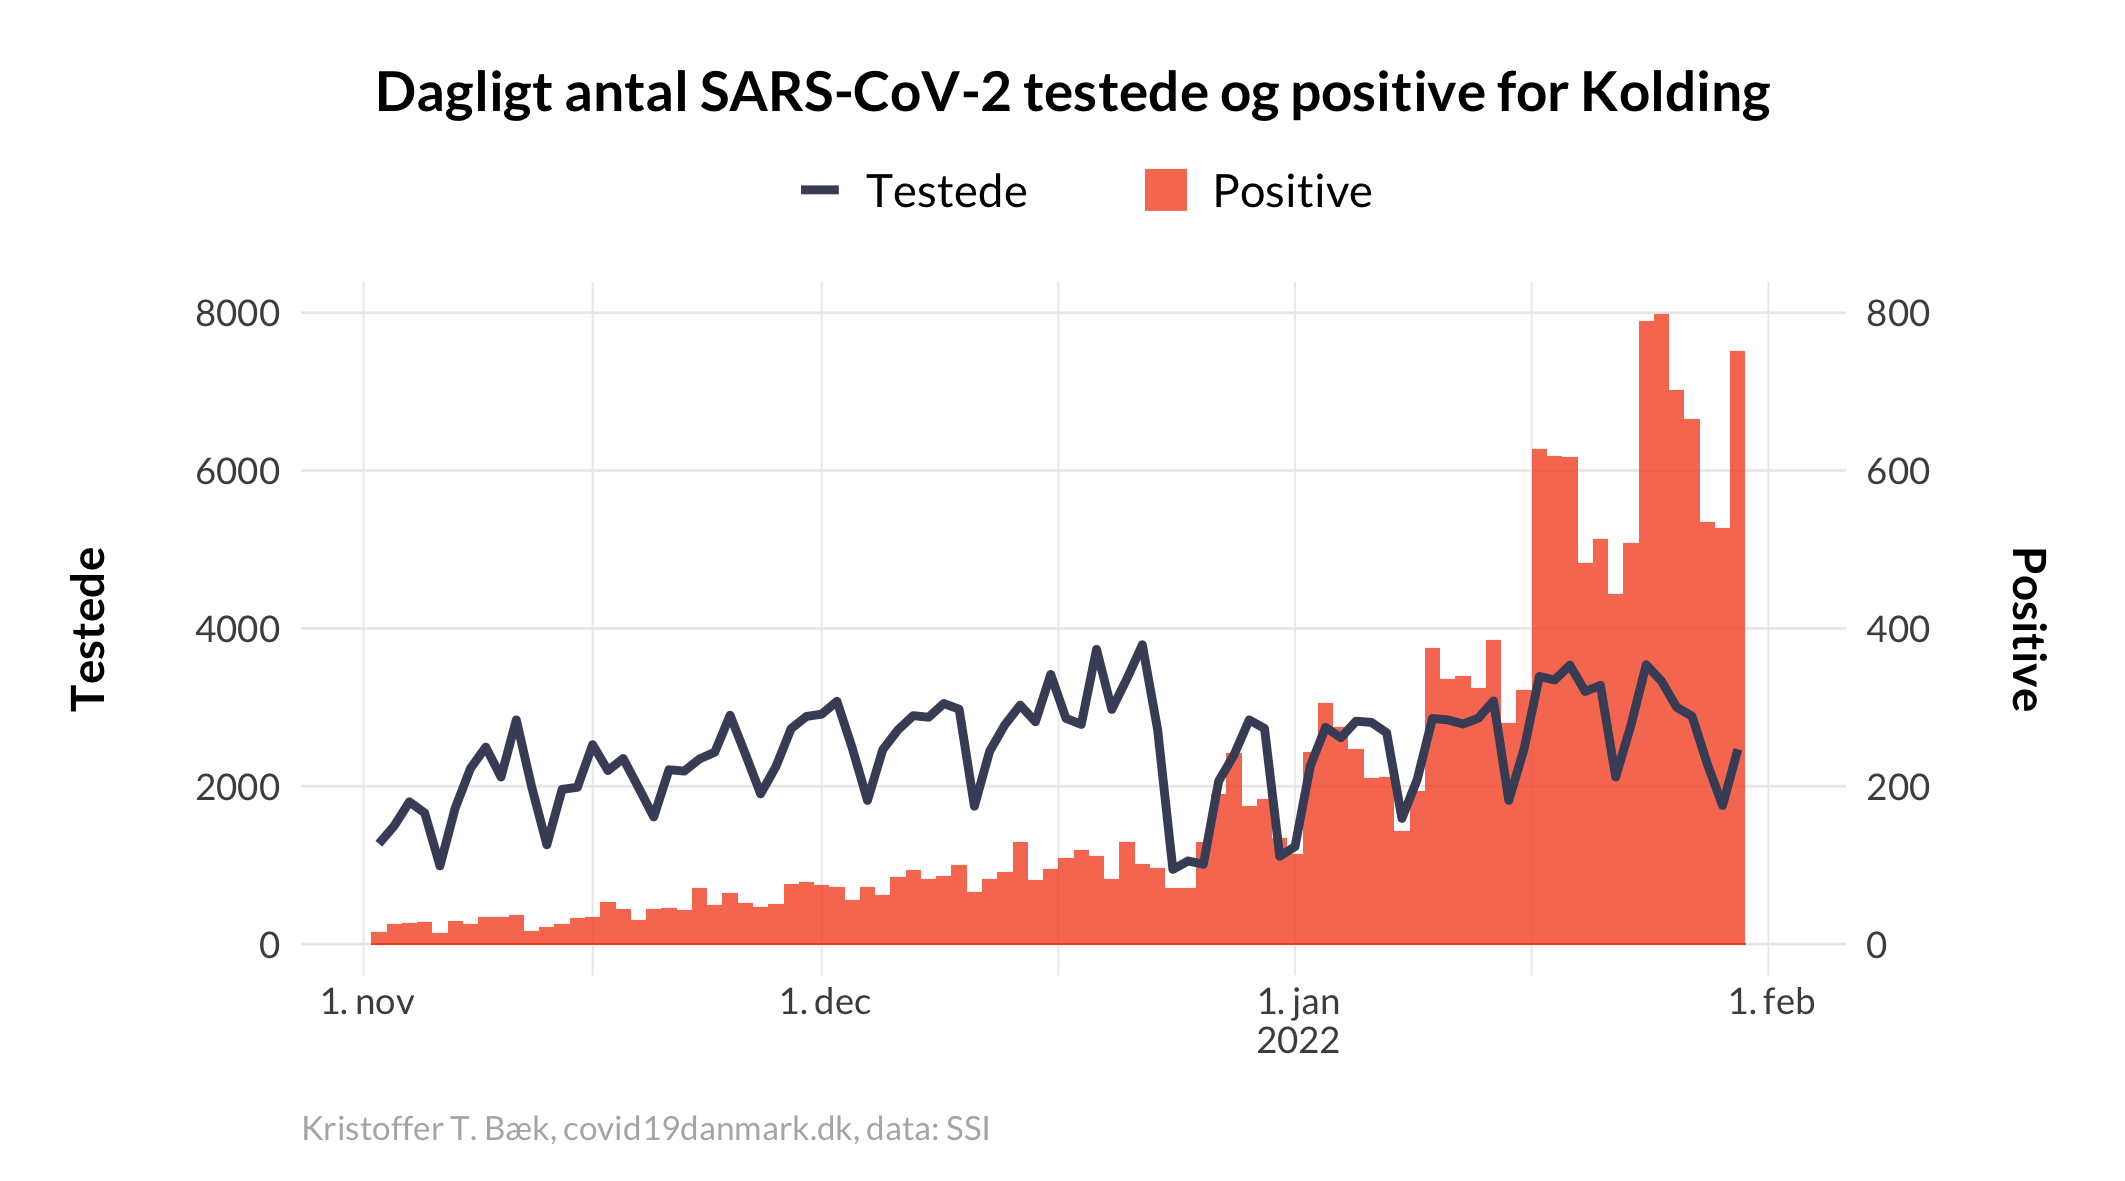 Dagligt antal SARS-CoV-2 testede og positive for Kolding
Testede
Positive
8000
6000
4000
2000
0
800
600
400
200
0
Testede
Positive
1. nov
1. dec
1. jan
2022
1. feb
Kristoffer T. Bæk, covid19danmark.dk, data: SSI